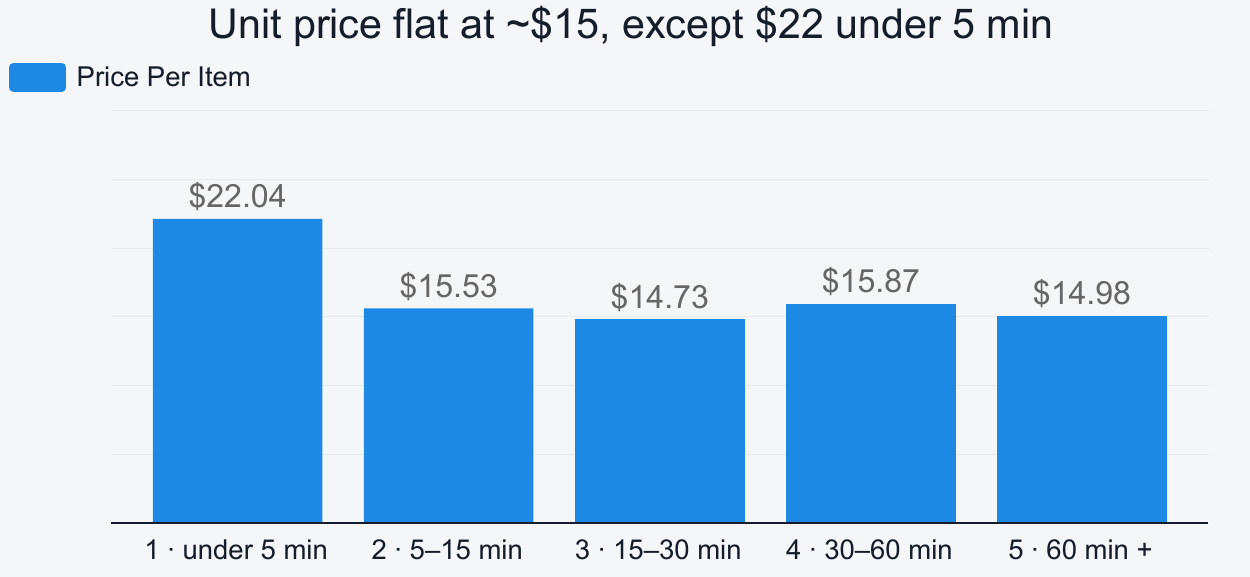 Unit price flat at ~$15, except $22 under 5 min
Price Per Item
$22.04
$15.53
$14.73
$15.87
$14.98
1 · under 5 min
2 · 5–15 min
3 · 15–30 min
4 · 30–60 min
5 · 60 min +